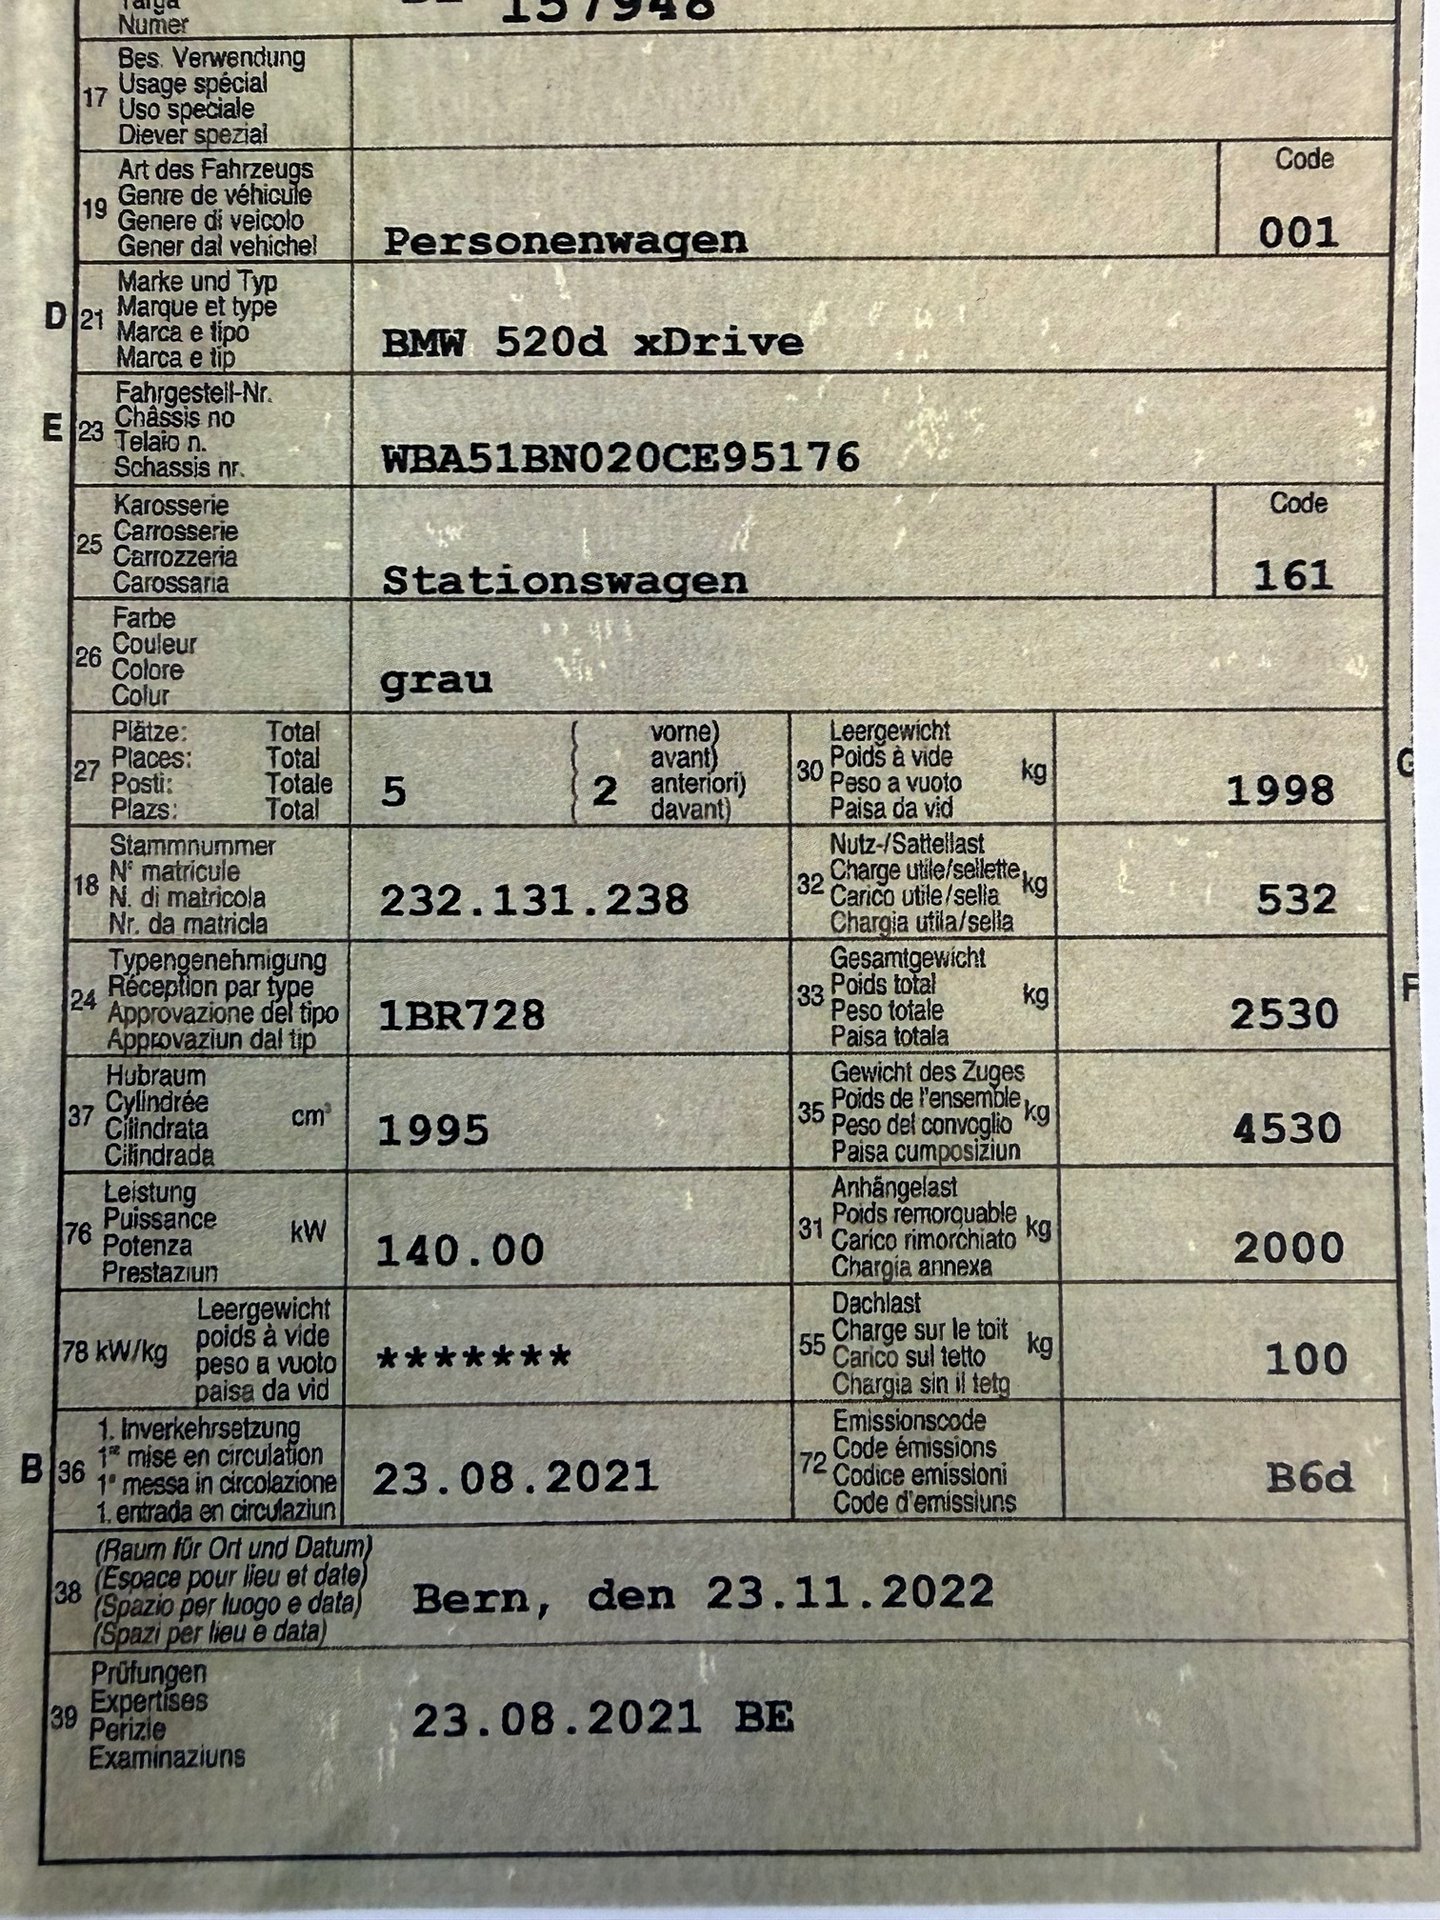 Targa
Numer
157948
17
Bes. Verwendung
Usage spécial
Uso speciale
Diever spezial
19
Art des Fahrzeugs
Genre de véhicule
Genere di veicolo
Gener dal vehichel
Personenwagen
Code
001
D 21
Marke und Typ
Marque et type
Marca e tipo
Marca e tip
BMW 520d xDrive
E 23
Fahrgestell-Nr.
Châssis no
Telaio n.
Schassis nr.
WBA51BN020CE95176
25
Karosserie
Carrosserie
Carrozzeria
Carossaria
Stationswagen
Code
161
26
Farbe
Couleur
Colore
Colur
grau
27
Plätze: Total
Places: Total
Posti: Totale
Plazs: Total
5
( 2
vorne)
avant)
anteriori)
davant)
30
Leergewicht
Poids à vide
Peso a vuoto
Paisa da vid
kg
1998
G
18
Stammnummer
N° matricule
N. di matricola
Nr. da matricla
232.131.238
32
Nutz-/Sattellast
Charge utile/sellette
Carico utile/sella
Chargia utila/sella
kg
532
24
Typengenehmigung
Réception par type
Approvazione del tipo
Approvaziun dal tip
1BR728
33
Gesamtgewicht
Poids total
Peso totale
Paisa totala
kg
2530
F
37
Hubraum
Cylindrée
Cilindrata
Cilindrada
cm³
1995
35
Gewicht des Zuges
Poids de l'ensemble
Peso del convoglio
Paisa cumposiziun
kg
4530
76
Leistung
Puissance
Potenza
Prestaziun
kW
140.00
31
Anhängelast
Poids remorquable
Carico rimorchiato
Chargia annexa
kg
2000
78 kW/kg
Leergewicht
poids à vide
peso a vuoto
paisa da vid
*******
55
Dachlast
Charge sur le toit
Carico sul tetto
Chargia sin il tetg
kg
100
B 36
1. Inverkehrsetzung
1re mise en circulation
1a messa in circolazione
1. entrada en circulaziun
23.08.2021
72
Emissionscode
Code émissions
Codice emissioni
Code d'emissiuns
B6d
38
(Raum für Ort und Datum)
(Espace pour lieu et date)
(Spazio per luogo e data)
(Spazi per lieu e data)
Bern, den 23.11.2022
39
Prüfungen
Expertises
Perizie
Examinaziuns
23.08.2021 BE